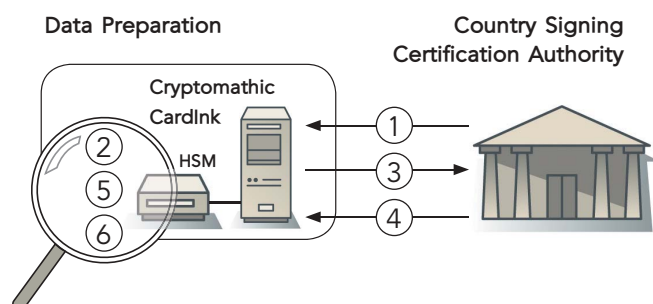 Data Preparation
Country Signing
Certification Authority
Cryptomathic
CardInk
HSM
1
2
3
5
4
6